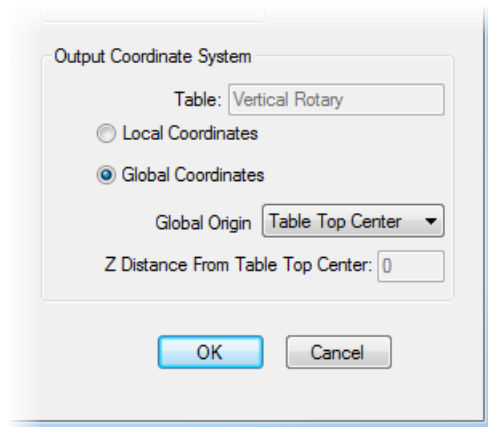 Output Coordinate System
Table: Vertical Rotary
Local Coordinates
Global Coordinates
Global Origin Table Top Center
Z Distance From Table Top Center: 0
OK Cancel